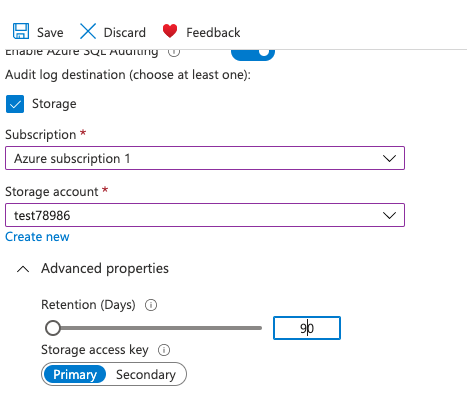 Save Discard Feedback
Enable Azure SQL Auditing
Audit log destination (choose at least one):
Storage
Subscription *
Azure subscription 1
Storage account *
test78986
Create new
Advanced properties
Retention (Days)
90
Storage access key
Primary Secondary